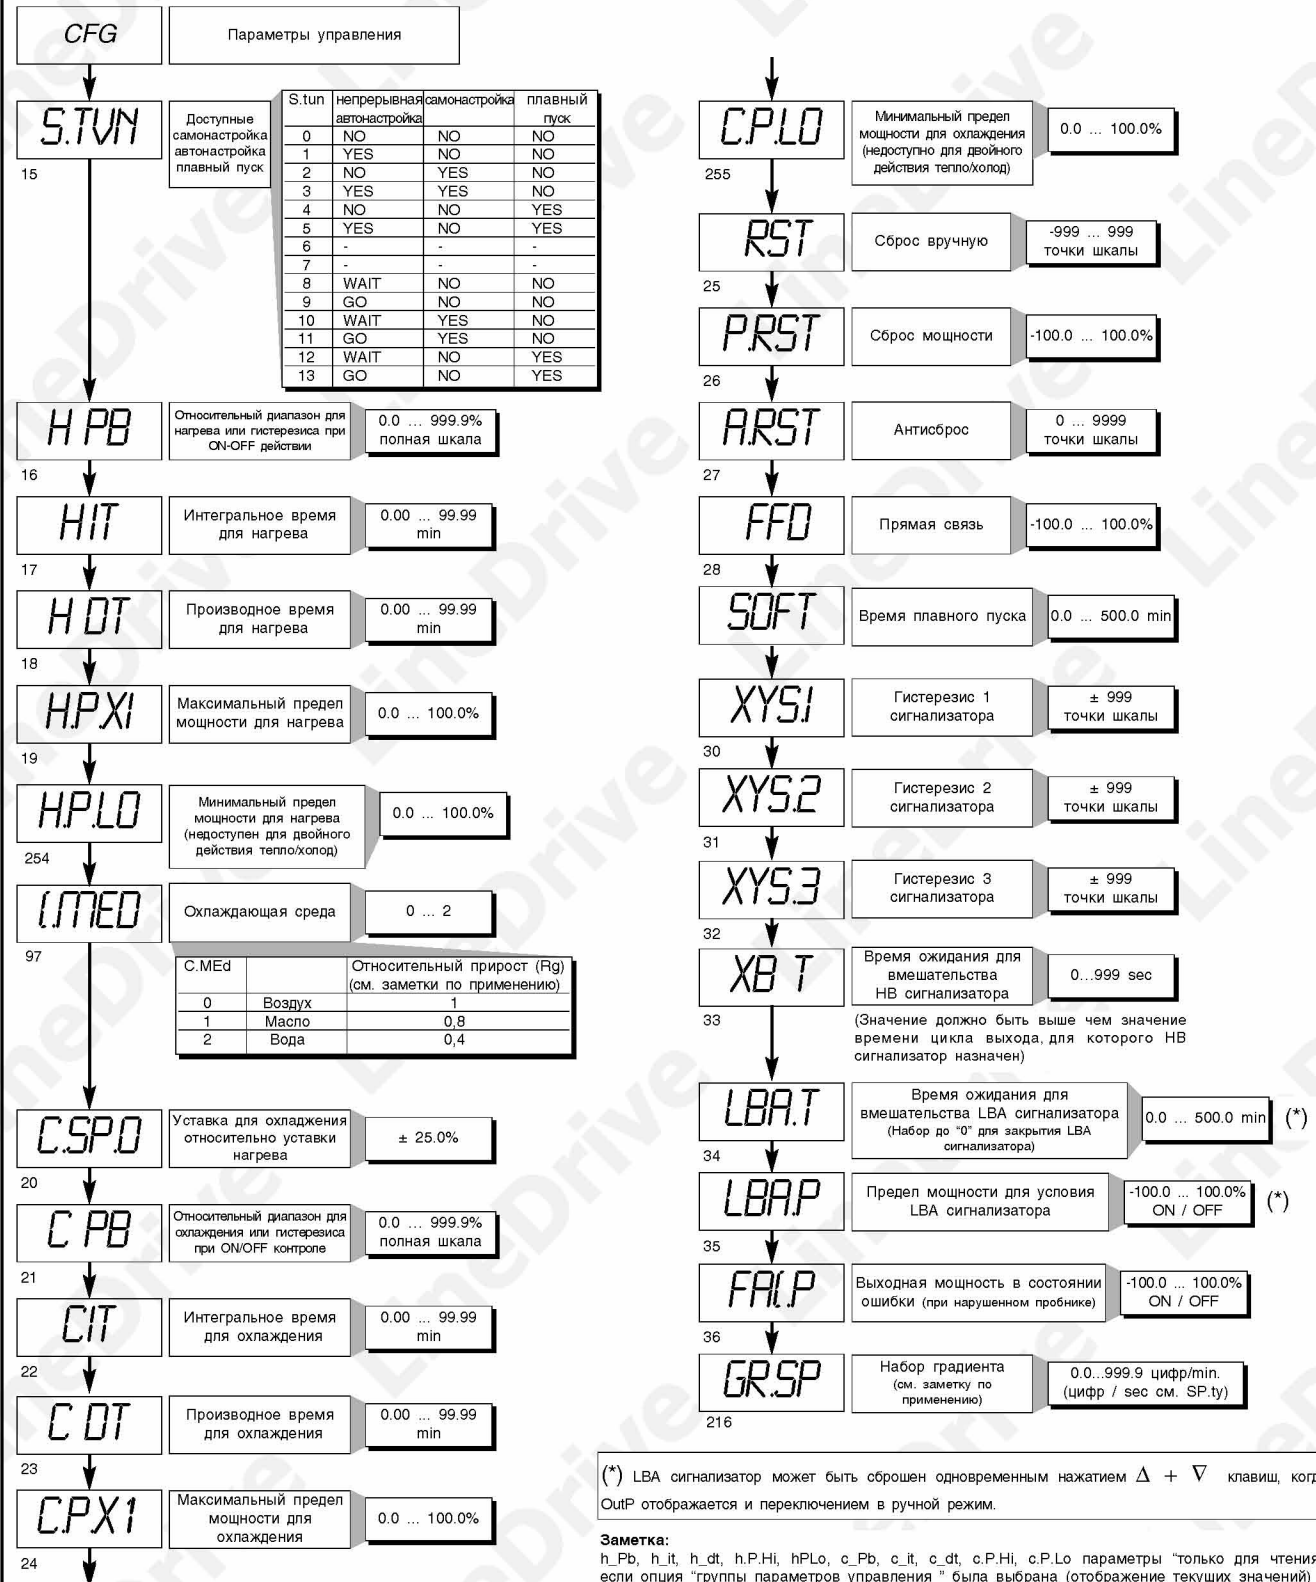 CFG
Параметры управления
S.TUN
15
Доступные
самонастройка
автонастройка
плавный пуск
S.tun непрерывная автонастройка самонастройка плавный пуск
0 NO NO NO
1 YES NO NO
2 NO YES NO
3 YES YES NO
4 NO NO YES
5 YES NO YES
6 - - -
7 - - -
8 WAIT NO NO
9 GO NO NO
10 WAIT YES NO
11 GO YES NO
12 WAIT NO YES
13 GO NO YES
H PB
16
Относительный диапазон для
нагрева или гистерезиса при
ON-OFF действии
0.0 ... 999.9%
полная шкала
H IT
17
Интегральное время
для нагрева
0.00 ... 99.99
min
H DT
18
Производное время
для нагрева
0.00 ... 99.99
min
H.P.XI
19
Максимальный предел
мощности для нагрева
0.0 ... 100.0%
H.P.LO
254
Минимальный предел
мощности для нагрева
(недоступен для двойного
действия тепло/холод)
0.0 ... 100.0%
C.MED
97
Охлаждающая среда
0 ... 2
C.MEd Относительный прирост (Rg)
(см. заметки по применению)
0 Воздух 1
1 Масло 0,8
2 Вода 0,4
C.SP.O
20
Уставка для охладжения
относительно уставки
нагрева
± 25.0%
C PB
21
Относительный диапазон для
охлаждения или гистерезиса
при ON/OFF контроле
0.0 ... 999.9%
полная шкала
C IT
22
Интегральное время
для охлаждения
0.00 ... 99.99
min
C DT
23
Производное время
для охлаждения
0.00 ... 99.99
min
C.P.X1
24
Максимальный предел
мощности для
охлаждения
0.0 ... 100.0%
C.P.LO
255
Минимальный предел
мощности для охлаждения
(недоступно для двойного
действия тепло/холод)
0.0 ... 100.0%
RST
25
Сброс вручную
-999 ... 999
точки шкалы
P.RST
26
Сброс мощности
-100.0 ... 100.0%
A.RST
27
Антисброс
0 ... 9999
точки шкалы
FFD
28
Прямая связь
-100.0 ... 100.0%
SOFT
Время плавного пуска
0.0 ... 500.0 min
XYS.1
30
Гистерезис 1
сигнализатора
± 999
точки шкалы
XYS.2
31
Гистерезис 2
сигнализатора
± 999
точки шкалы
XYS.3
32
Гистерезис 3
сигнализатора
± 999
точки шкалы
XB T
33
Время ожидания для
вмешательства
НВ сигнализатора
0...999 sec
(Значение должно быть выше чем значение
времени цикла выхода, для которого НВ
сигнализатор назначен)
LBA.T
34
Время ожидания для
вмешательства LBA сигнализатора
(Набор до “0” для закрытия LBA
сигнализатора)
0.0 ... 500.0 min (*)
LBA.P
35
Предел мощности для условия
LBA сигнализатора
-100.0 ... 100.0%
ON / OFF
(*)
FA(.P
36
Выходная мощность в состоянии
ошибки (при нарушенном пробнике)
-100.0 ... 100.0%
ON / OFF
GR.SP
216
Набор градиента
(см. заметку по
применению)
0.0...999.9 цифр/min.
(цифр / sec см. SP.ty)
(*) LBA сигнализатор может быть сброшен одновременным нажатием Δ + ∇ клавиш, когд
OutP отображается и переключением в ручной режим.
Заметка:
h_Pb, h_it, h_dt, h.P.Hi, hPLo, c_Pb, c_it, c_dt, c.P.Hi, c.P.Lo параметры “только для чтения
если опция “группы параметров управления ” была выбрана (отображение текущих значений)
LineDrive